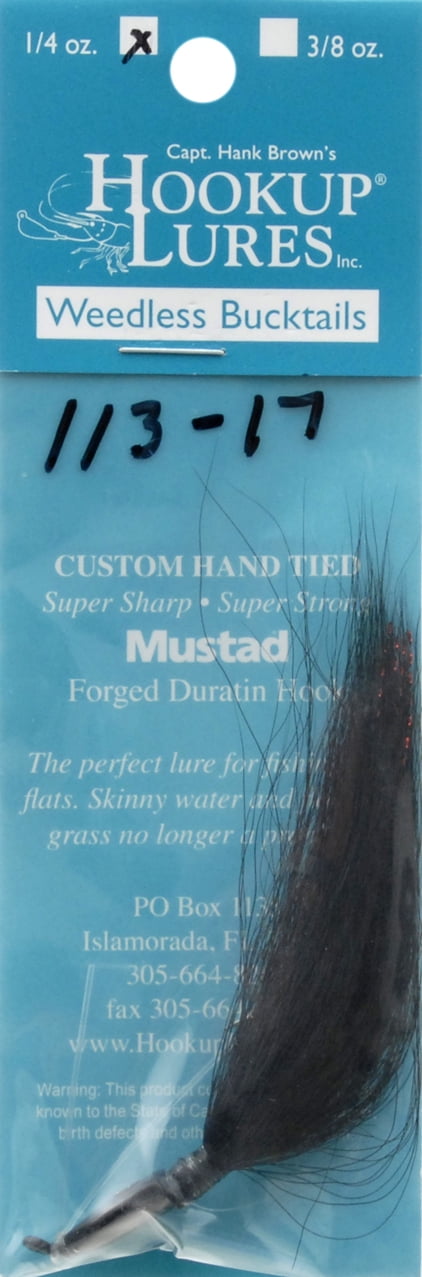 1/4 oz. x 3/8 oz.
Capt. Hank Brown's
HOOKUP®
LURES Inc.
Weedless Bucktails
113-17
CUSTOM HAND TIED
Super Sharp • Super Strong
Mustad
Forged Duratin Hook
The perfect lure for
flats. Skinny water and
grass no longer a
PO Box
Islamorada,
305-664-
fax 305-66
www.Hookup
Warning: This product
known to the State of
birth defects and